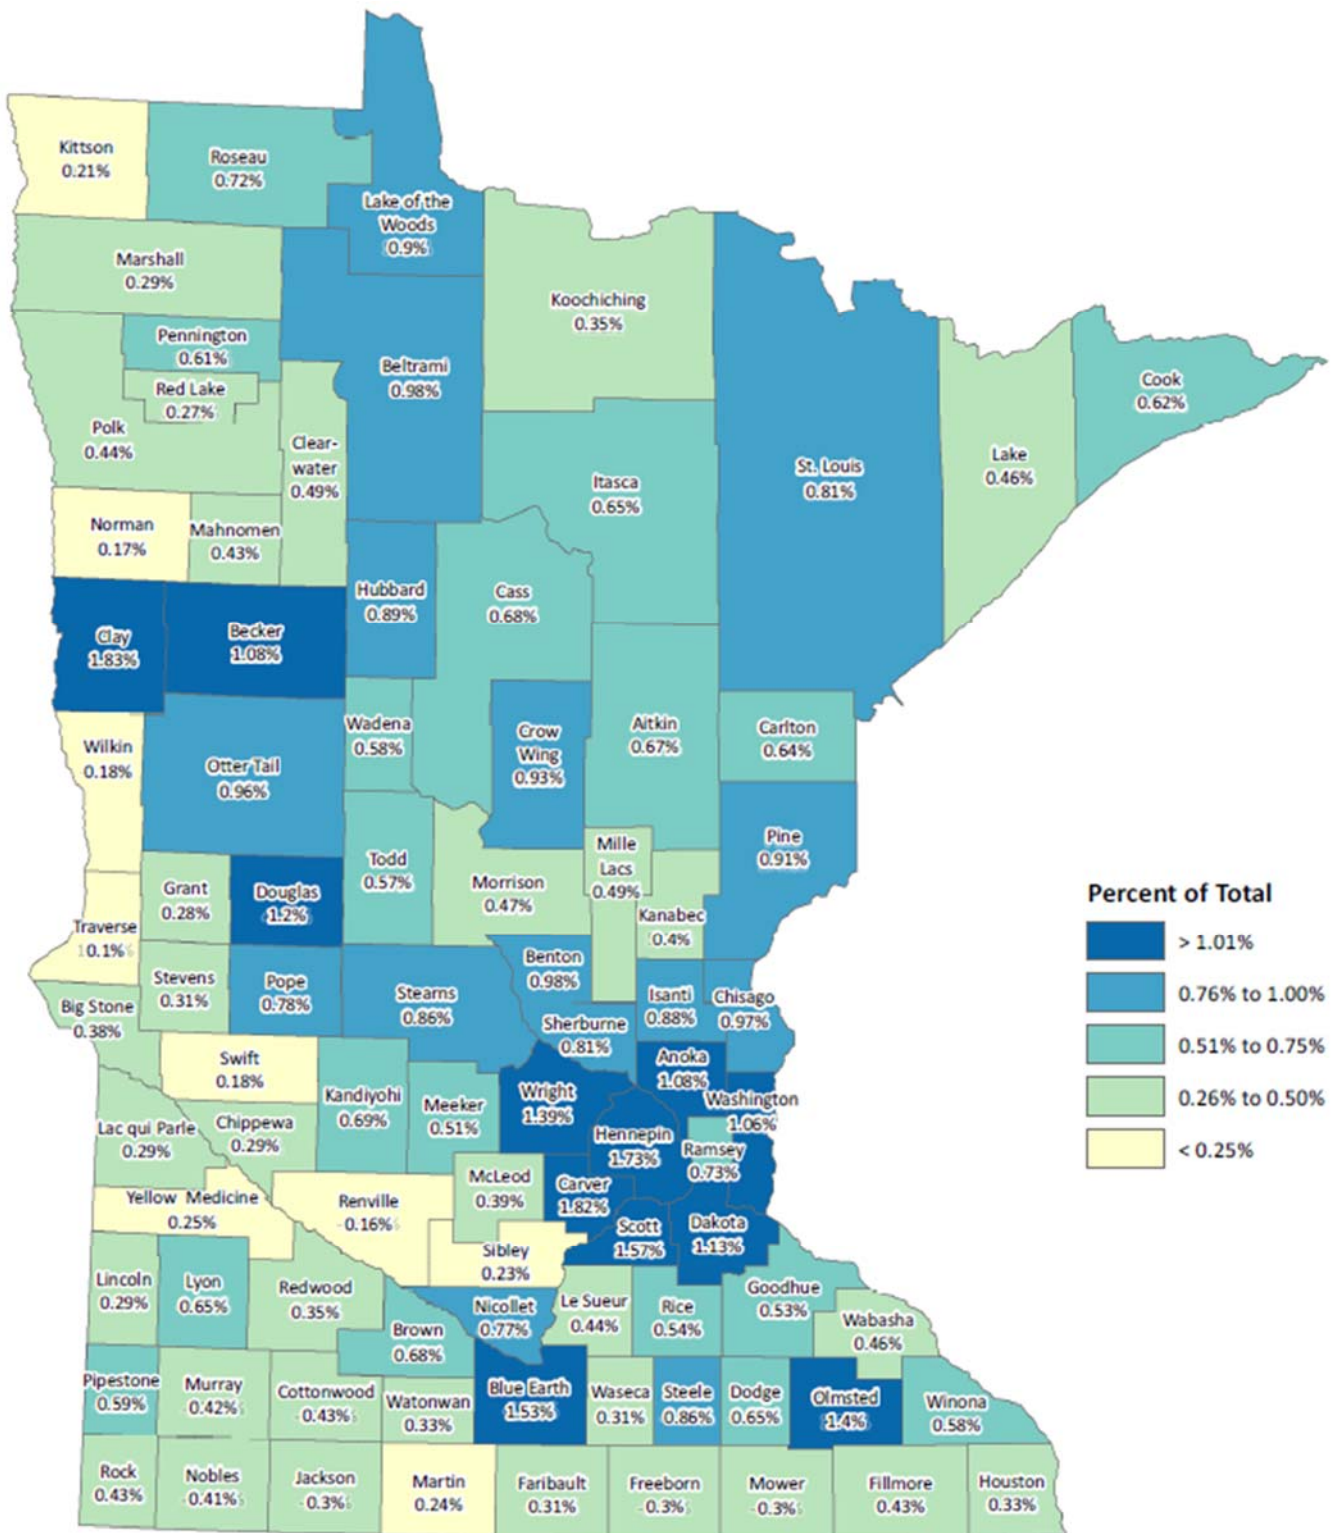 Kittson
0.21%
Roseau
0.72%
Lake of the
Woods
0.9%
Marshall
0.29%
Koochiching
0.35%
Pennington
0.61%
Red Lake
0.27%
Beltrami
0.98%
Cook
0.62%
Polk
0.44%
Clear-
water
0.49%
Itasca
0.65%
St. Louis
0.81%
Lake
0.46%
Norman
0.17%
Mahnomen
0.43%
Hubbard
0.89%
Cass
0.68%
Clay
1.83%
Becker
1.08%
Wilkin
0.18%
Otter Tail
0.96%
Wadena
0.58%
Crow
Wing
0.93%
Aitkin
0.67%
Carlton
0.64%
Pine
0.91%
Grant
0.28%
Douglas
1.2%
Todd
0.57%
Morrison
0.47%
Mille
Lacs
0.49%
Kanabec
0.4%
Traverse
0.1%
Percent of Total
> 1.01%
0.76% to 1.00%
0.51% to 0.75%
0.26% to 0.50%
< 0.25%
Big Stone
0.38%
Stevens
0.31%
Pope
0.78%
Stearns
0.86%
Benton
0.98%
Sherburne
0.81%
Isanti
0.88%
Chisago
0.97%
Swift
0.18%
Kandiyohi
0.69%
Meeker
0.51%
Wright
1.39%
Anoka
1.08%
Washington
1.06%
Lac qui Parle
0.29%
Chippewa
0.29%
Hennepin
1.73%
Ramsey
0.73%
Yellow Medicine
0.25%
Renville
0.16%
McLeod
0.39%
Carver
1.82%
Scott
1.57%
Dakota
1.13%
Sibley
0.23%
Lincoln
0.29%
Lyon
0.65%
Redwood
0.35%
Brown
0.68%
Nicollet
0.77%
Le Sueur
0.44%
Rice
0.54%
Goodhue
0.53%
Wabasha
0.46%
Pipestone
0.59%
Murray
0.42%
Cottonwood
0.43%
Watonwan
0.33%
Blue Earth
1.53%
Waseca
0.31%
Steele
0.86%
Dodge
0.65%
Olmsted
1.4%
Winona
0.58%
Rock
0.43%
Nobles
0.41%
Jackson
0.3%
Martin
0.24%
Faribault
0.31%
Freeborn
0.3%
Mower
0.3%
Fillmore
0.43%
Houston
0.33%